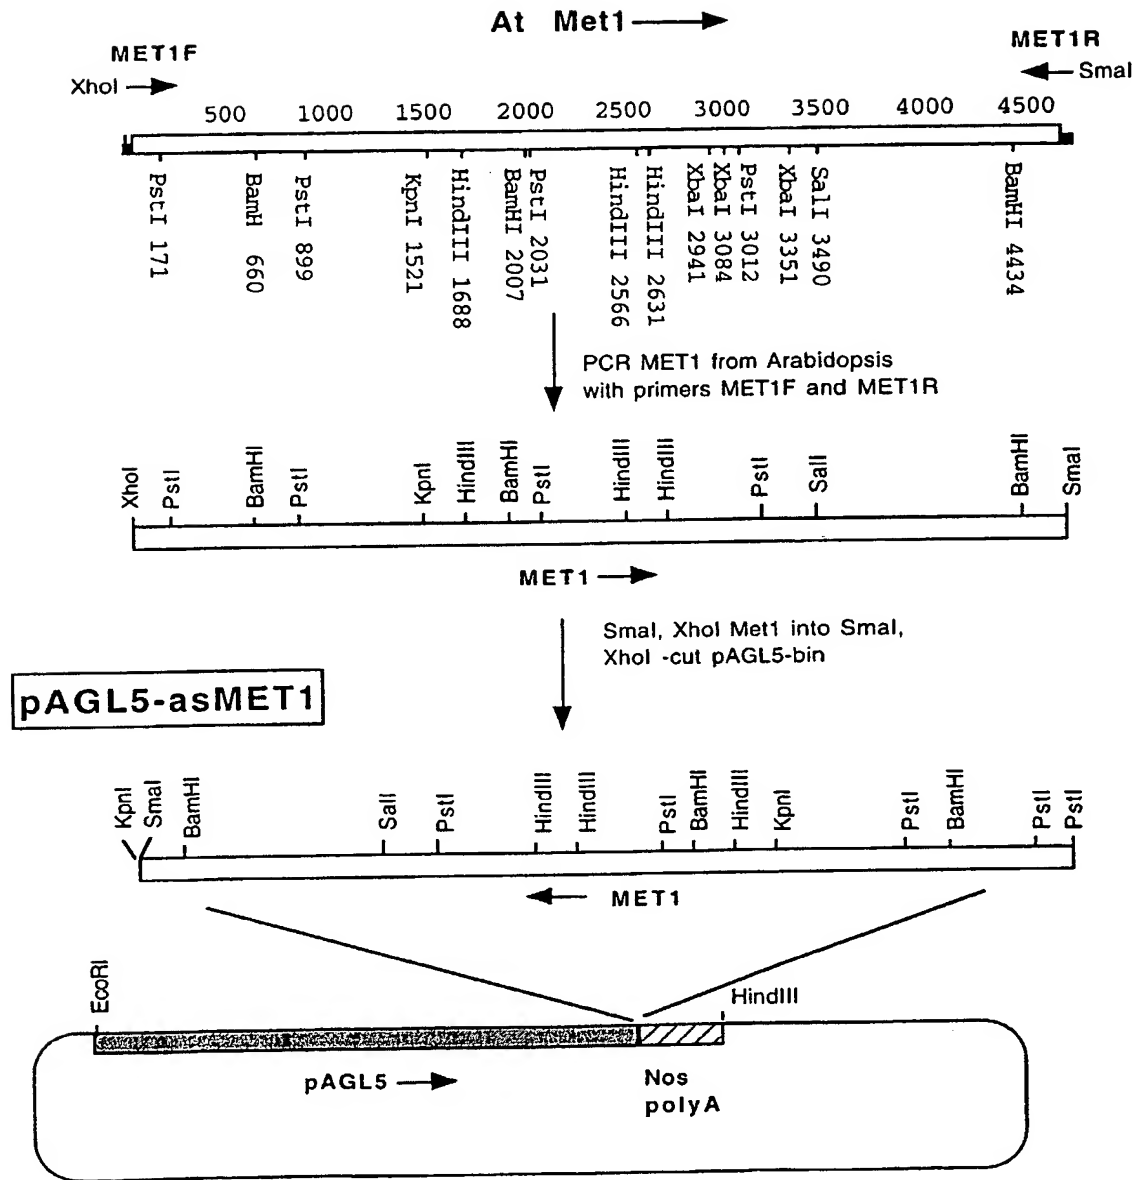 At Met1
MET1F
MET1R
XhoI
SmaI
500 1000 1500 2000 2500 3000 3500 4000 4500
PstI 171
BamH 660
PstI 899
KpnI 1521
HindIII 1688
BamHI 2007
PstI 2031
HindIII 2566
HindIII 2631
XbaI 2941
XbaI 3084
PstI 3012
XbaI 3351
SalI 3490
BamHI 4434
PCR MET1 from Arabidopsis
with primers MET1F and MET1R
XhoI
PstI
BamHI
PstI
KpnI
HindIII
BamHI
PstI
HindIII
HindIII
PstI
SalI
BamHI
SmaI
MET1
SmaI, XhoI Met1 into SmaI,
XhoI -cut pAGL5-bin
pAGL5-asMET1
KpnI
SmaI
BamHI
SalI
PstI
HindIII
HindIII
PstI
BamHI
HindIII
KpnI
PstI
BamHI
PstI
PstI
MET1
EcoRI
HindIII
pAGL5
Nos
polyA